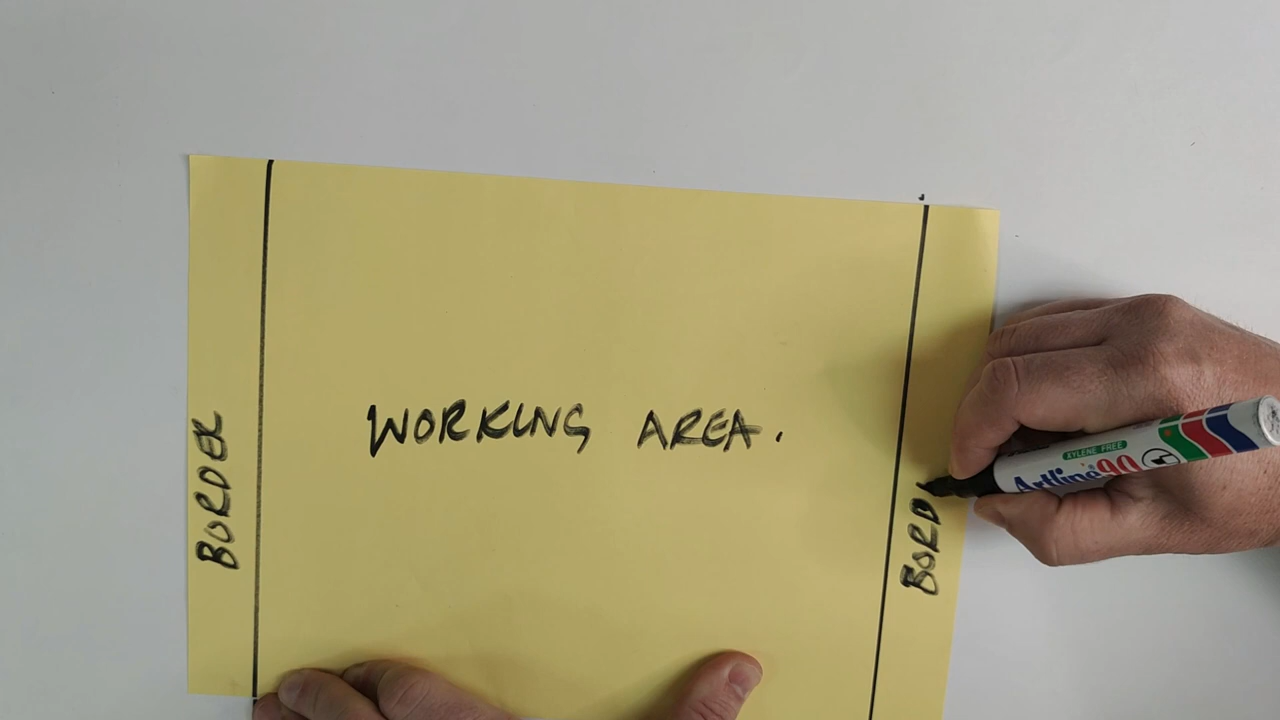 BORDER
WORKING AREA.
BORD
XYLENE FREE
Artline 90